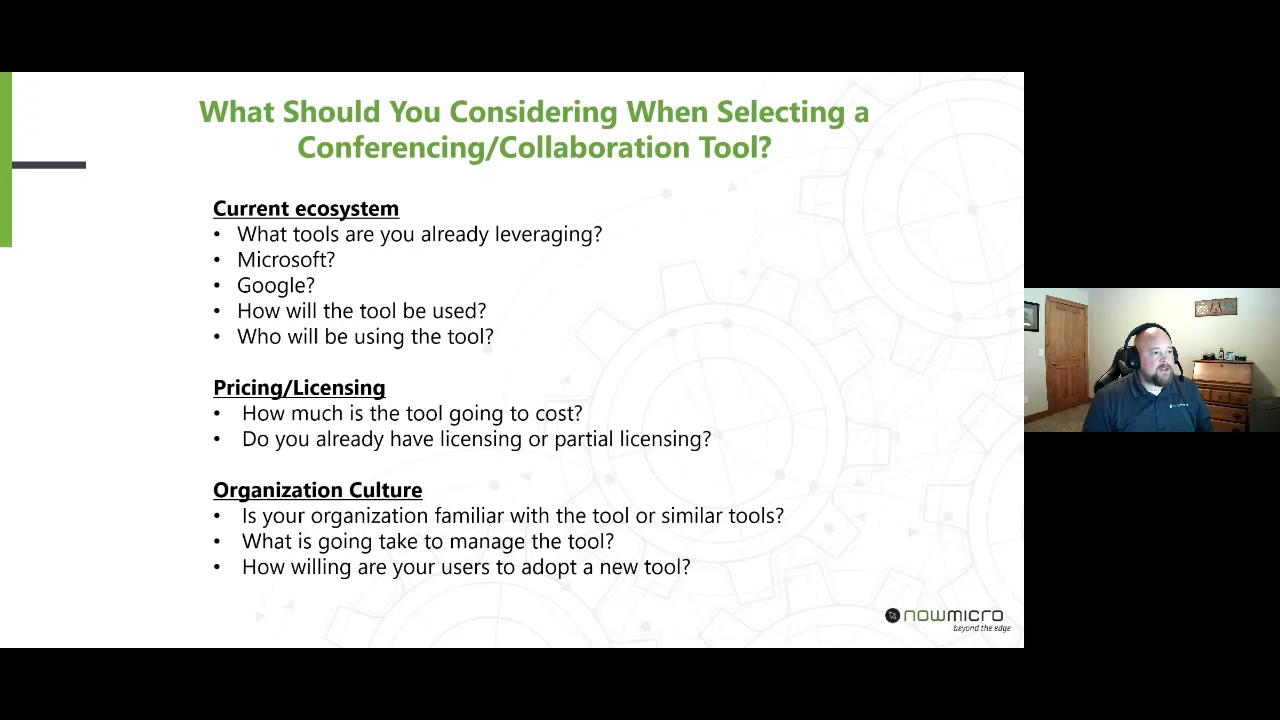 What Should You Considering When Selecting a
Conferencing/Collaboration Tool?
Current ecosystem
• What tools are you already leveraging?
• Microsoft?
• Google?
• How will the tool be used?
• Who will be using the tool?
Pricing/Licensing
• How much is the tool going to cost?
• Do you already have licensing or partial licensing?
Organization Culture
• Is your organization familiar with the tool or similar tools?
• What is going take to manage the tool?
• How willing are your users to adopt a new tool?
nowmicro
beyond the edge